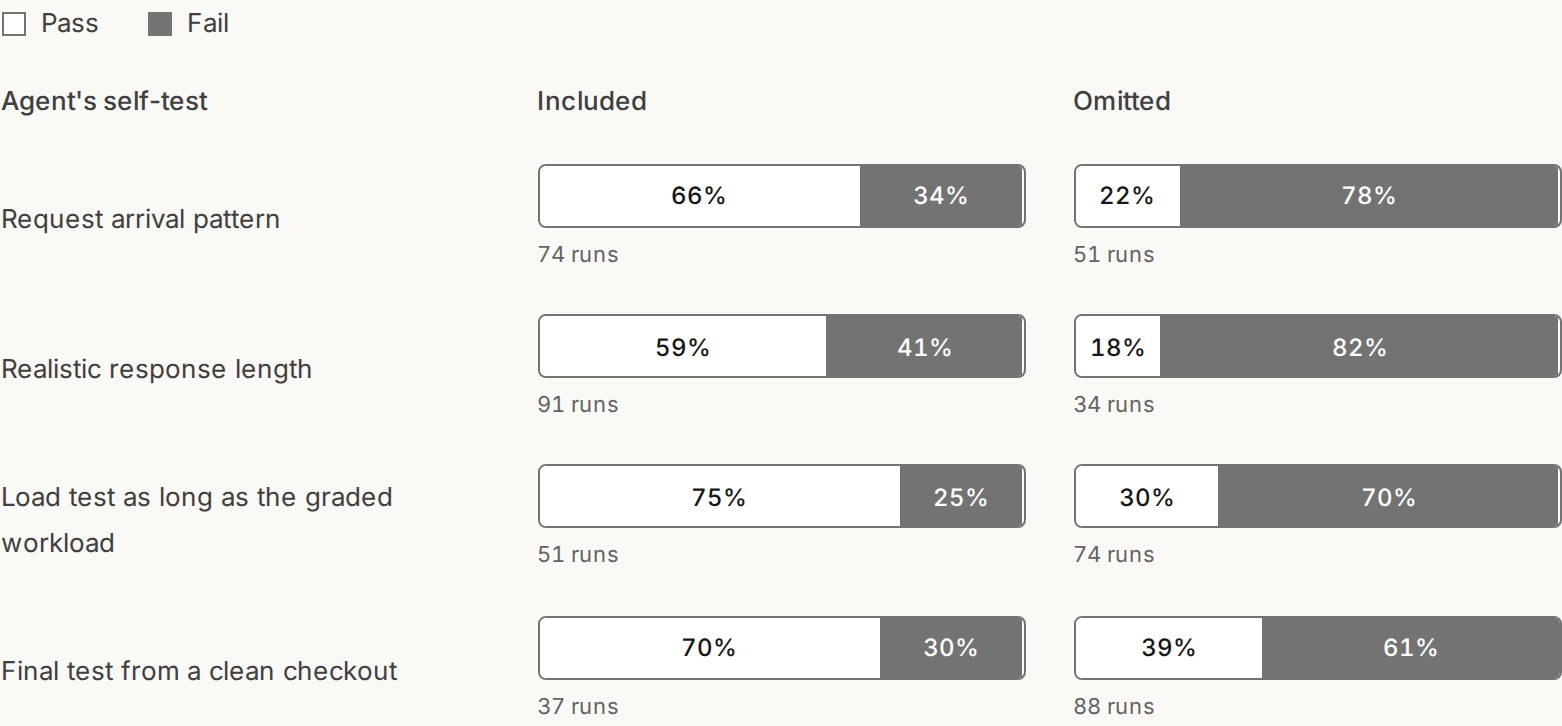 Pass Fail
Agent's self-test Included Omitted
66% 34% 22% 78%
Request arrival pattern
74 runs 51 runs
59% 41% 18% 82%
Realistic response length
91 runs 34 runs
Load test as long as the graded
75% 25% 30% 70%
workload
51 runs 74 runs
70% 30% 39% 61%
Final test from a clean checkout
37 runs 88 runs